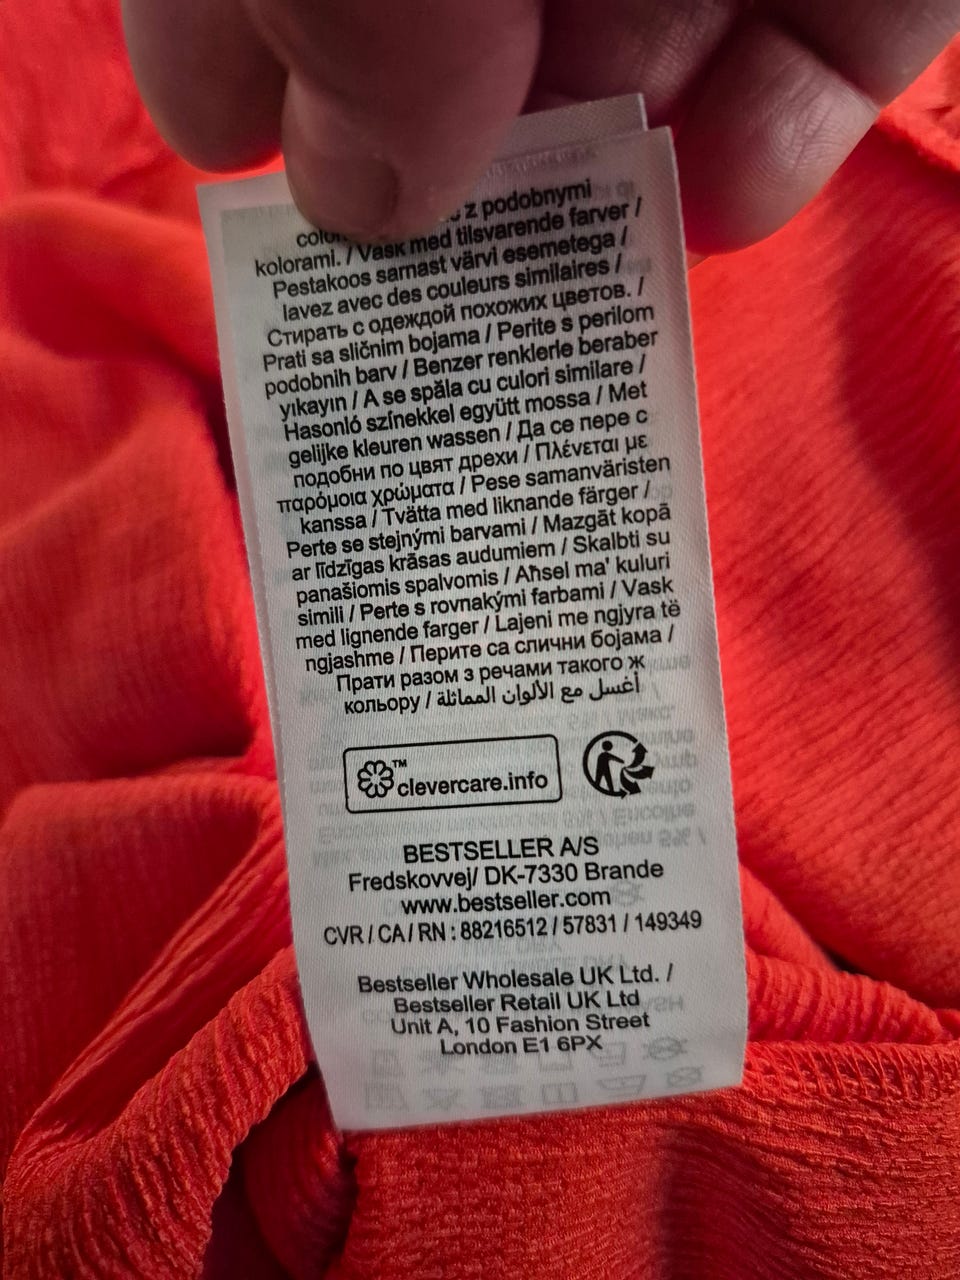 z podobnymi
kolorami. / Vask med tilsvarende farver /
Pestakoos sarnast värvi esemetega /
lavez avec des couleurs similaires /
Стирать с одеждой похожих цветов. /
Prati sa sličnim bojama / Perite s perilom
podobnih barv / Benzer renklerle beraber
yıkayın / A se spăla cu culori similare /
Hasonló színekkel együtt mossa / Met
gelijke kleuren wassen / Да се пере с
подобни по цвят дрехи / Πλένεται με
παρόμοια χρώματα / Pese samanväristen
kanssa / Tvätta med liknande färger /
Perte se stejnými barvami / Mazgāt kopā
ar līdzīgas krāsas audumiem / Skalbti su
panašiomis spalvomis / Aħsel ma' kuluri
simili / Perte s rovnakými farbami / Vask
med lignende farger / Lajeni me ngjyra të
ngjashme / Перите са слични бојама /
Прати разом з речами такого ж
кольору / أغسل مع الألوان المماثلة
™
clevercare.info
BESTSELLER A/S
Fredskovvej/ DK-7330 Brande
www.bestseller.com
CVR / CA / RN : 88216512 / 57831 / 149349
Bestseller Wholesale UK Ltd. /
Bestseller Retail UK Ltd
Unit A, 10 Fashion Street
London E1 6PX